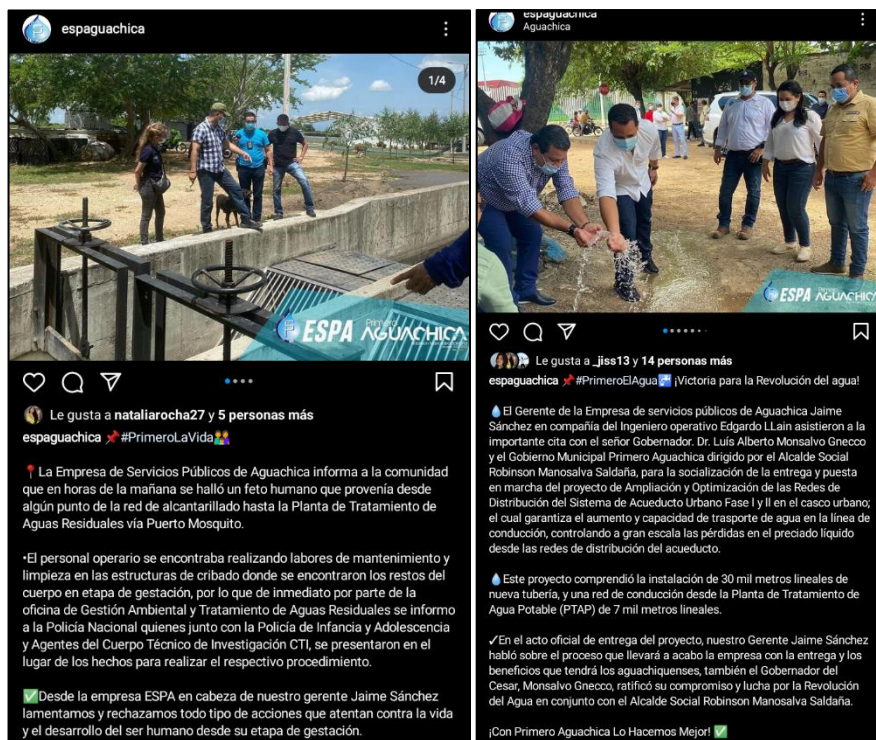 espaguachica
1/4
ESPA Primero AGUACHICA
Le gusta a nataliarocha27 y 5 personas más
espaguachica 📌#PrimeroLaVida👫
📍La Empresa de Servicios Públicos de Aguachica informa a la comunidad
que en horas de la mañana se halló un feto humano que provenía desde
algún punto de la red de alcantarillado hasta la Planta de Tratamiento de
Aguas Residuales vía Puerto Mosquito.
•El personal operario se encontraba realizando labores de mantenimiento y
limpieza en las estructuras de cribado donde se encontraron los restos del
cuerpo en etapa de gestación, por lo que de inmediato por parte de la
oficina de Gestión Ambiental y Tratamiento de Aguas Residuales se informo
a la Policía Nacional quienes junto con la Policía de Infancia y Adolescencia
y Agentes del Cuerpo Técnico de Investigación CTI, se presentaron en el
lugar de los hechos para realizar el respectivo procedimiento.
✅Desde la empresa ESPA en cabeza de nuestro gerente Jaime Sánchez
lamentamos y rechazamos todo tipo de acciones que atentan contra la vida
y el desarrollo del ser humano desde su etapa de gestación.
espaguachica
Aguachica
ESPA Primero AGUACHICA
Le gusta a _jiss13 y 14 personas más
espaguachica 📌#PrimeroElAgua🚰 ¡Victoria para la Revolución del agua!
💧El Gerente de la Empresa de servicios públicos de Aguachica Jaime
Sánchez en compañía del Ingeniero operativo Edgardo LLain asistieron a la
importante cita con el señor Gobernador. Dr. Luís Alberto Monsalvo Gnecco
y el Gobierno Municipal Primero Aguachica dirigido por el Alcalde Social
Robinson Manosalva Saldaña, para la socialización de la entrega y puesta
en marcha del proyecto de Ampliación y Optimización de las Redes de
Distribución del Sistema de Acueducto Urbano Fase l y ll en el casco urbano;
el cual garantiza el aumento y capacidad de trasporte de agua en la línea de
conducción, controlando a gran escala las pérdidas en el preciado líquido
desde las redes de distribución del acueducto.
💧Este proyecto comprendió la instalación de 30 mil metros lineales de
nueva tubería, y una red de conducción desde la Planta de Tratamiento de
Agua Potable (PTAP) de 7 mil metros lineales.
✓En el acto oficial de entrega del proyecto, nuestro Gerente Jaime Sánchez
habló sobre el proceso que llevará a acabo la empresa con la entrega y los
beneficios que tendrá los aguachiquenses, también el Gobernador del
Cesar, Monsalvo Gnecco, ratificó su compromiso y lucha por la Revolución
del Agua en conjunto con el Alcalde Social Robinson Manosalva Saldaña.
¡Con Primero Aguachica Lo Hacemos Mejor! ✅